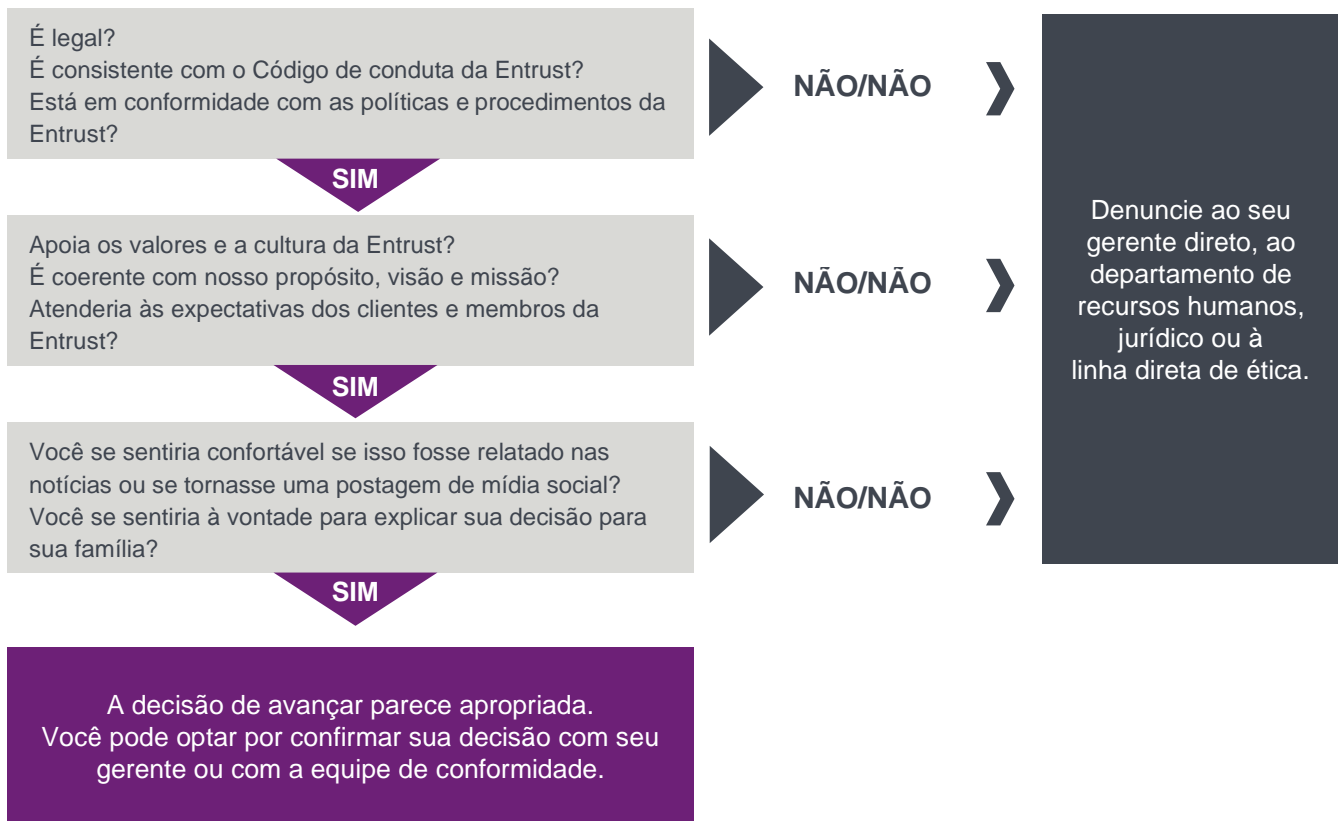 É legal?
É consistente com o Código de conduta da Entrust?
Está em conformidade com as políticas e procedimentos da
Entrust?
NÃO/NÃO
SIM
Apoia os valores e a cultura da Entrust?
É coerente com nosso propósito, visão e missão?
Atenderia às expectativas dos clientes e membros da
Entrust?
NÃO/NÃO
SIM
Você se sentiria confortável se isso fosse relatado nas
notícias ou se tornasse uma postagem de mídia social?
Você se sentiria à vontade para explicar sua decisão para
sua família?
NÃO/NÃO
SIM
Denuncie ao seu
gerente direto, ao
departamento de
recursos humanos,
jurídico ou à
linha direta de ética.
A decisão de avançar parece apropriada.
Você pode optar por confirmar sua decisão com seu
gerente ou com a equipe de conformidade.